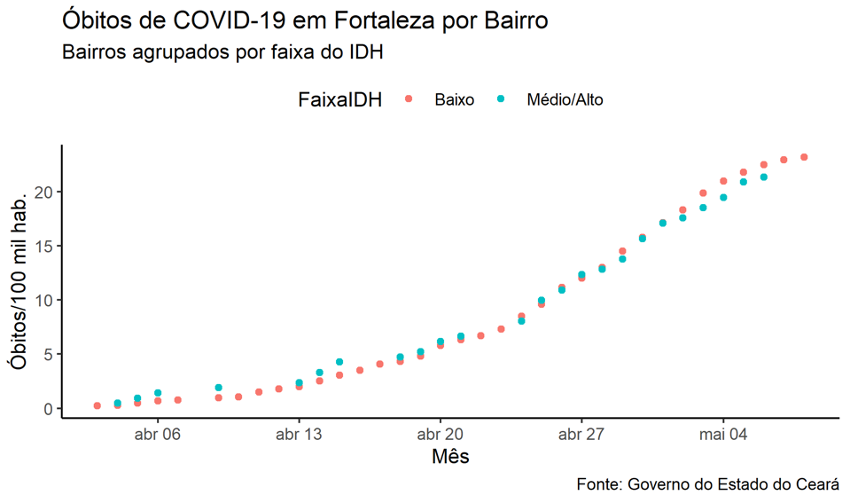 Óbitos de COVID-19 em Fortaleza por Bairro
Bairros agrupados por faixa do IDH
FaixaIDH Baixo Médio/Alto
Óbitos/100 mil hab.
20
15
10
5
0
abr 06 abr 13 abr 20 abr 27 mai 04
Mês
Fonte: Governo do Estado do Ceará